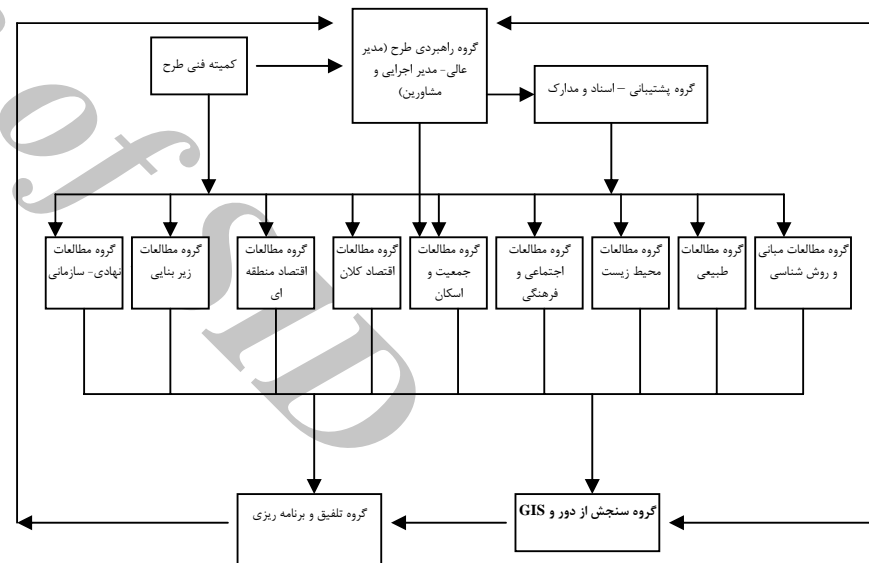 گروه راهبردی طرح (مدیر
عالی- مدیر اجرایی و
مشاورین)
کمیته فنی طرح
گروه پشتیبانی – اسناد و مدارک
گروه مطالعات مبانی
و روش شناسی
گروه مطالعات
طبیعی
گروه مطالعات
محیط زیست
گروه مطالعات
اجتماعی و
فرهنگی
گروه مطالعات
جمعیت و
اسکان
گروه مطالعات
اقتصاد کلان
گروه مطالعات
اقتصاد منطقه
ای
گروه مطالعات
زیر بنایی
گروه مطالعات
نهادی- سازمانی
گروه سنجش از دور و GIS
گروه تلفیق و برنامه ریزی
of SID